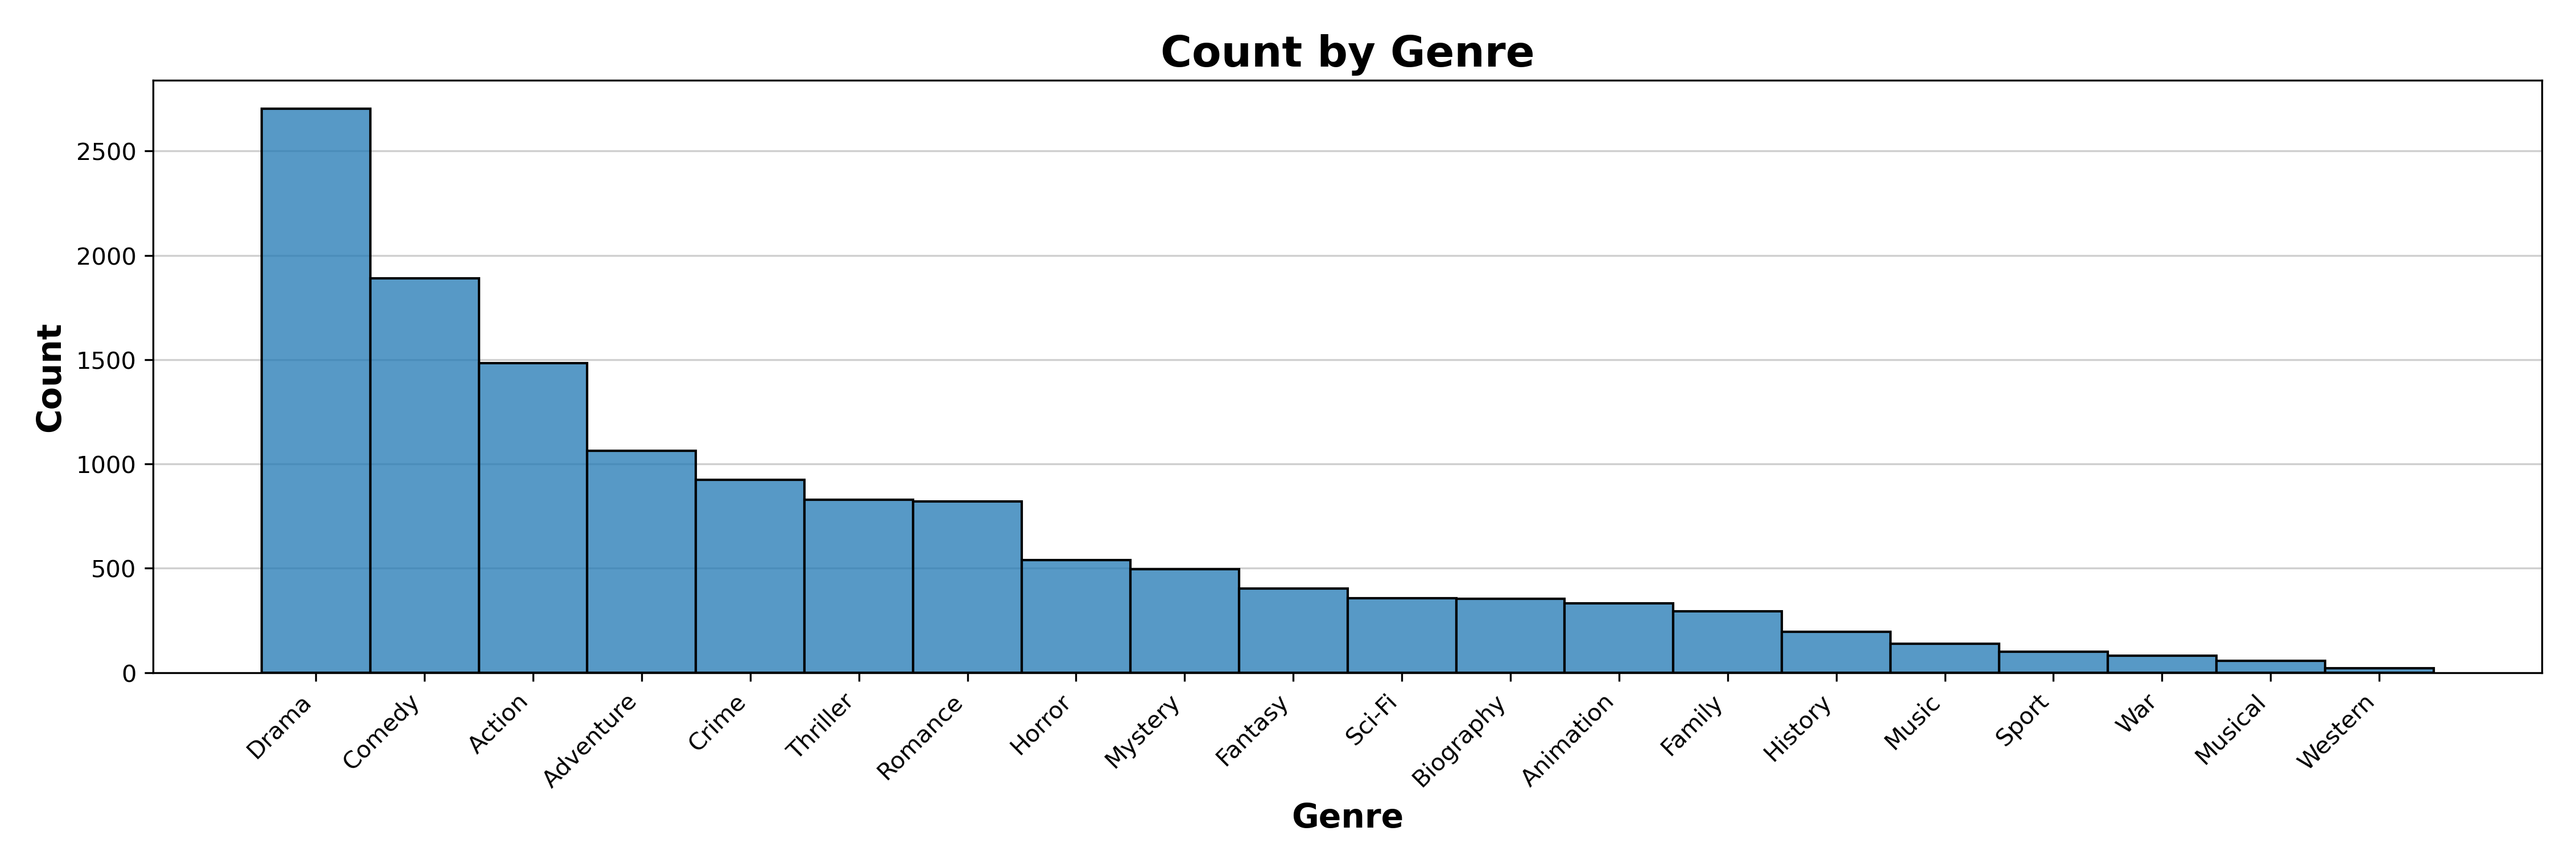 Count by Genre
Count
2500
2000
1500
1000
500
0
Drama
Comedy
Action
Adventure
Crime
Thriller
Romance
Horror
Mystery
Fantasy
Sci-Fi
Biography
Animation
Family
History
Music
Sport
War
Musical
Western
Genre